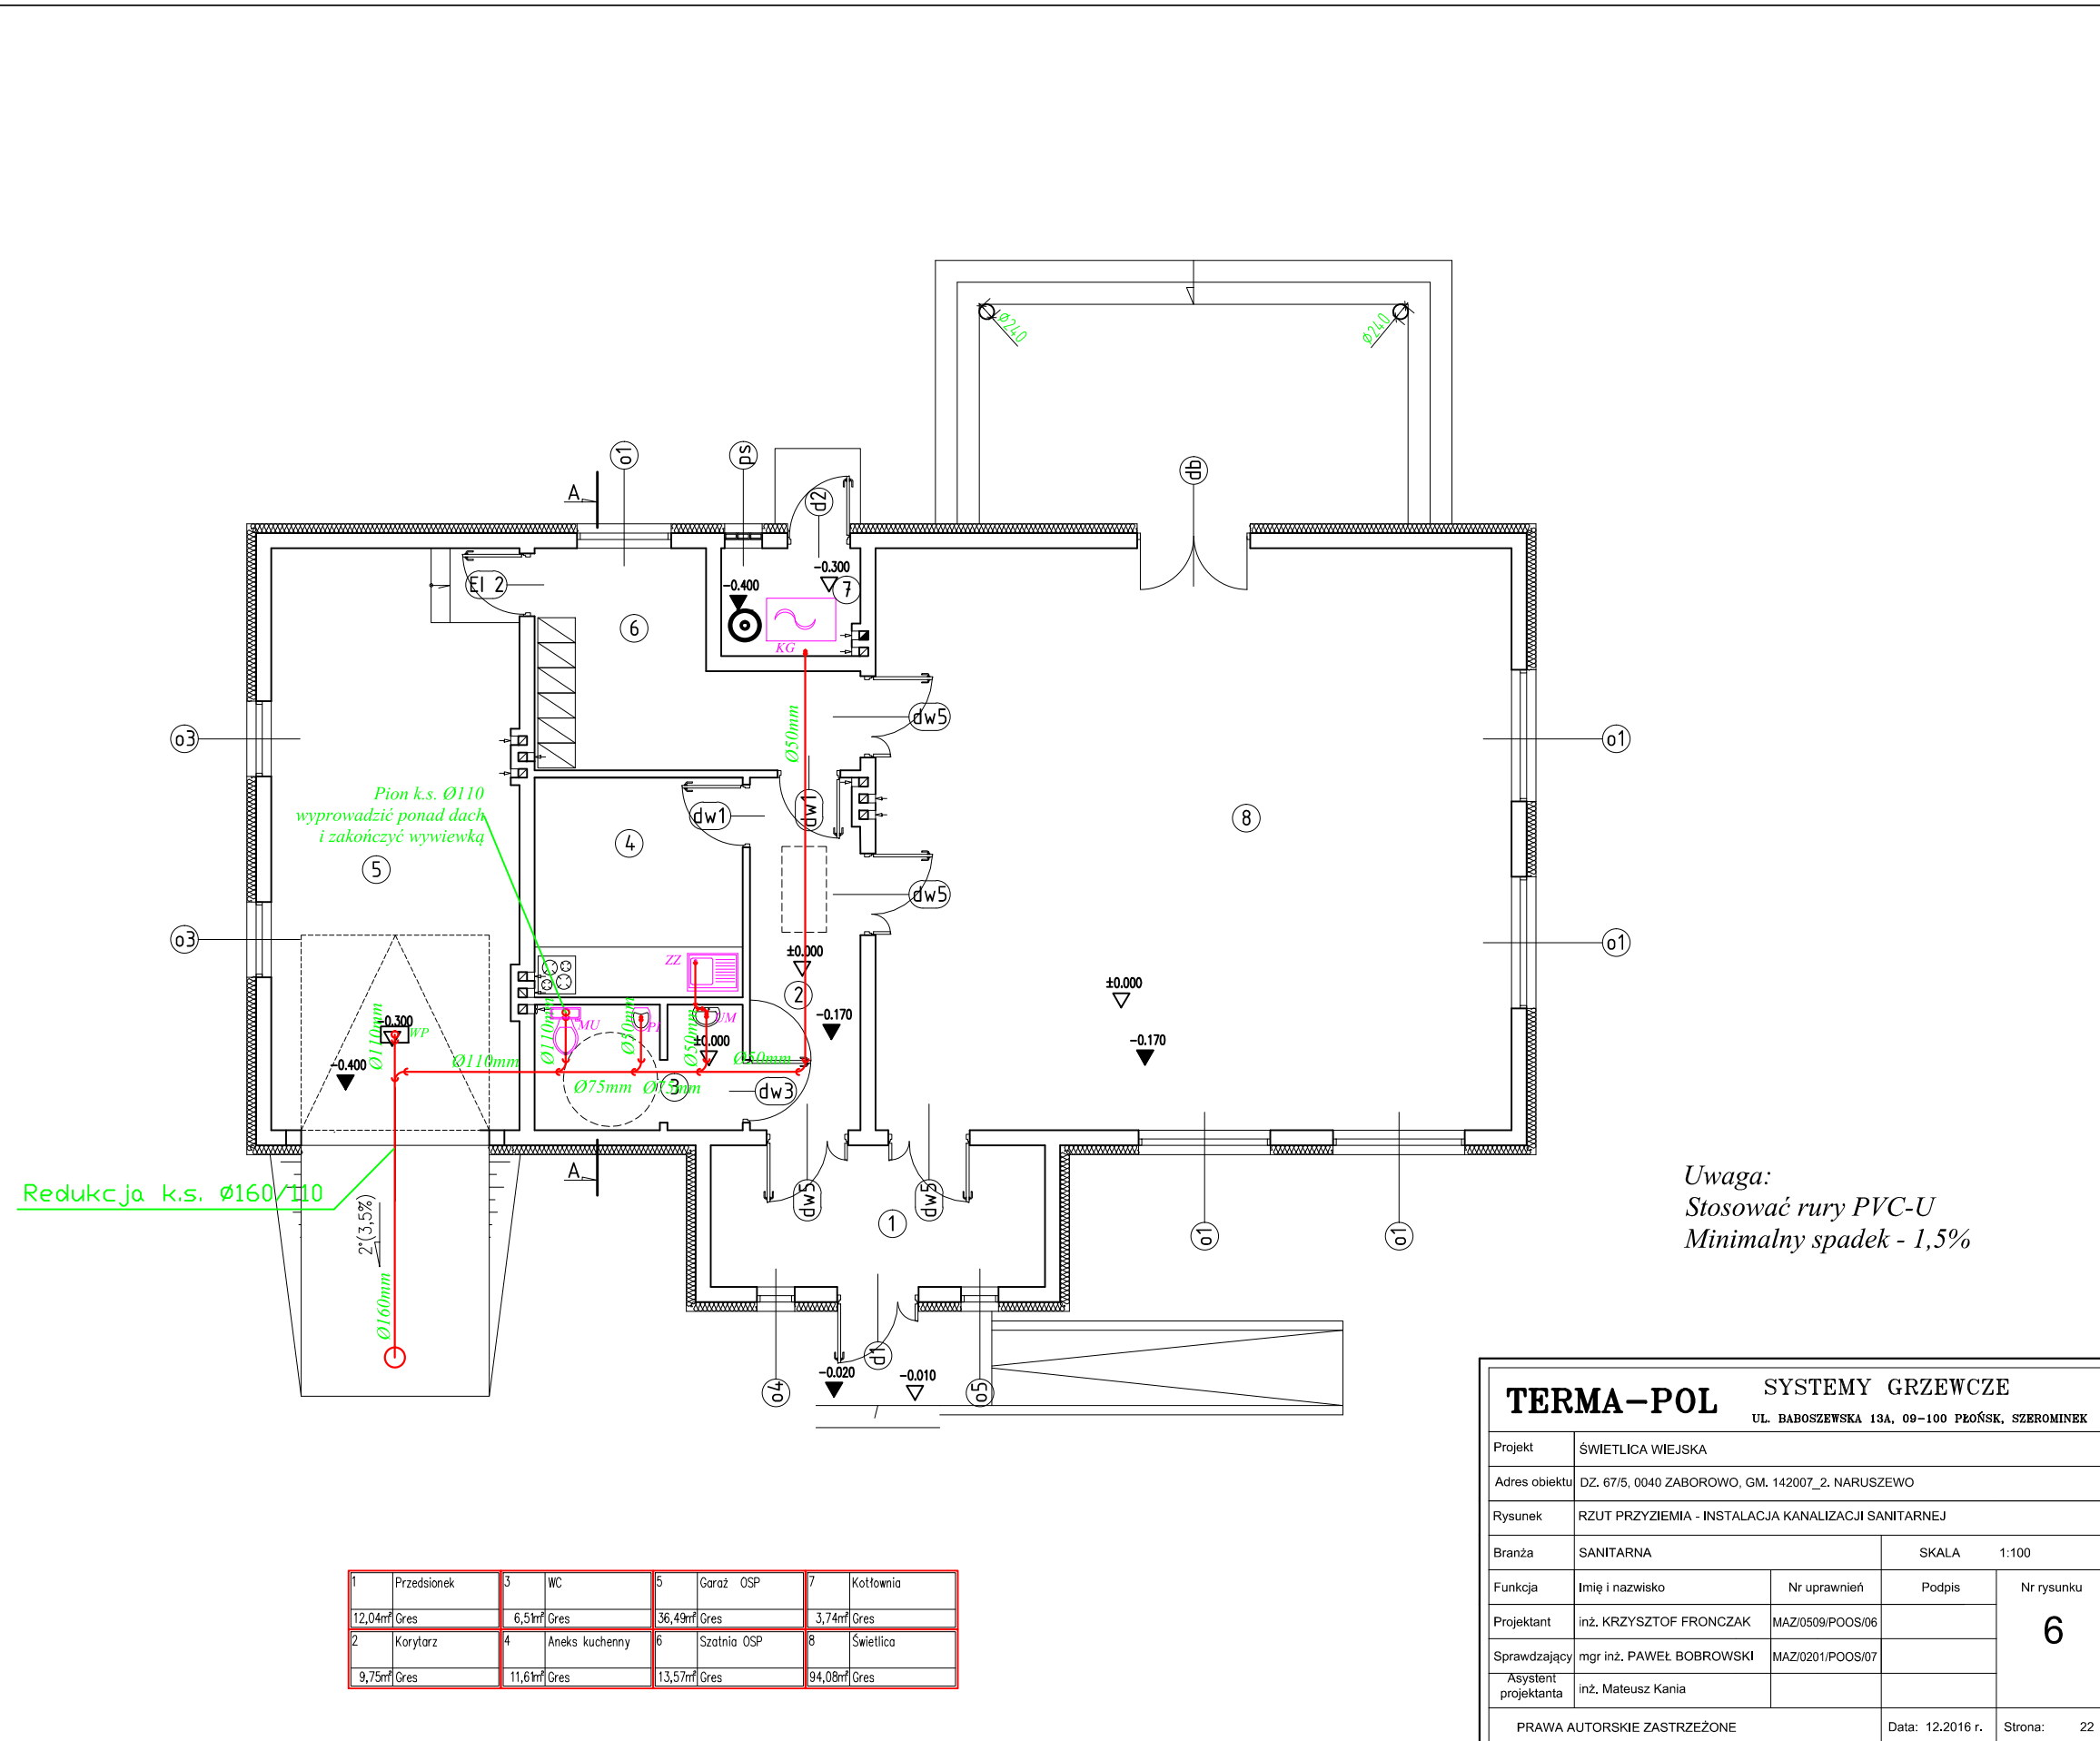 Ø240
Ø240
o1
ps
d2
db
A
-0.300
-0.400
7
EI 2
6
KG
o3
dw5
o1
Ø50mm
Pion k.s. Ø110
wyprowadzić ponad dach
i zakończyć wywiewką
dw1
dw1
4
8
5
dw5
o3
o1
±0.000
ZZ
2
±0.000
-0.170
-0.170
-0.300
WP
Ø110mm
Ø110mm
MU
Ø50mm
PI
Ø50mm
UM
±0.000
-0.400
Ø110mm
Ø50mm
Ø75mm
Ø75mm
3
dw3
A
Redukcja k.s. Ø160/110
2°(3,5%)
Ø160mm
dw5
dw5
1
o1
o1
Uwaga:
Stosować rury PVC-U
Minimalny spadek - 1,5%
d1
o4
-0.020
-0.010
o5
TERMA-POL
SYSTEMY GRZEWCZE
UL. BABOSZEWSKA 13A, 09-100 PŁOŃSK, SZEROMINEK
Projekt ŚWIETLICA WIEJSKA
Adres obiektu DZ. 67/5, 0040 ZABOROWO, GM. 142007_2. NARUSZEWO
Rysunek RZUT PRZYZIEMIA - INSTALACJA KANALIZACJI SANITARNEJ
Branża SANITARNA SKALA 1:100
Funkcja Imię i nazwisko Nr uprawnień Podpis Nr rysunku
Projektant inż. KRZYSZTOF FRONCZAK MAZ/0509/POOS/06
6
Sprawdzający mgr inż. PAWEŁ BOBROWSKI MAZ/0201/POOS/07
Asystent
projektanta inż. Mateusz Kania
PRAWA AUTORSKIE ZASTRZEŻONE Data: 12.2016 r. Strona: 22
1 Przedsionek 3 WC 5 Garaż OSP 7 Kotłownia
12,04m² Gres 6,51m² Gres 36,49m² Gres 3,74m² Gres
2 Korytarz 4 Aneks kuchenny 6 Szatnia OSP 8 Świetlica
9,75m² Gres 11,61m² Gres 13,57m² Gres 94,08m² Gres